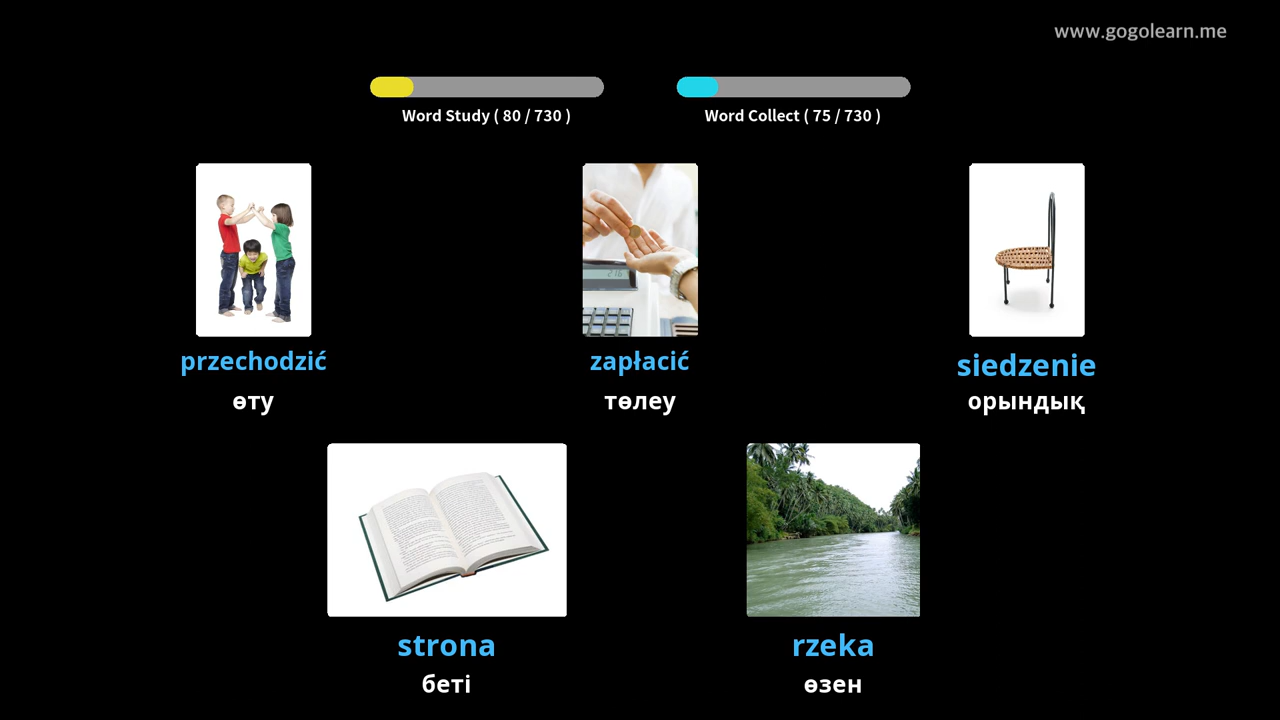 www.gogolearn.me
Word Study ( 80 / 730 )
Word Collect ( 75 / 730 )
przechodzić
өту
zapłacić
төлеу
siedzenie
орындық
strona
беті
rzeka
өзен